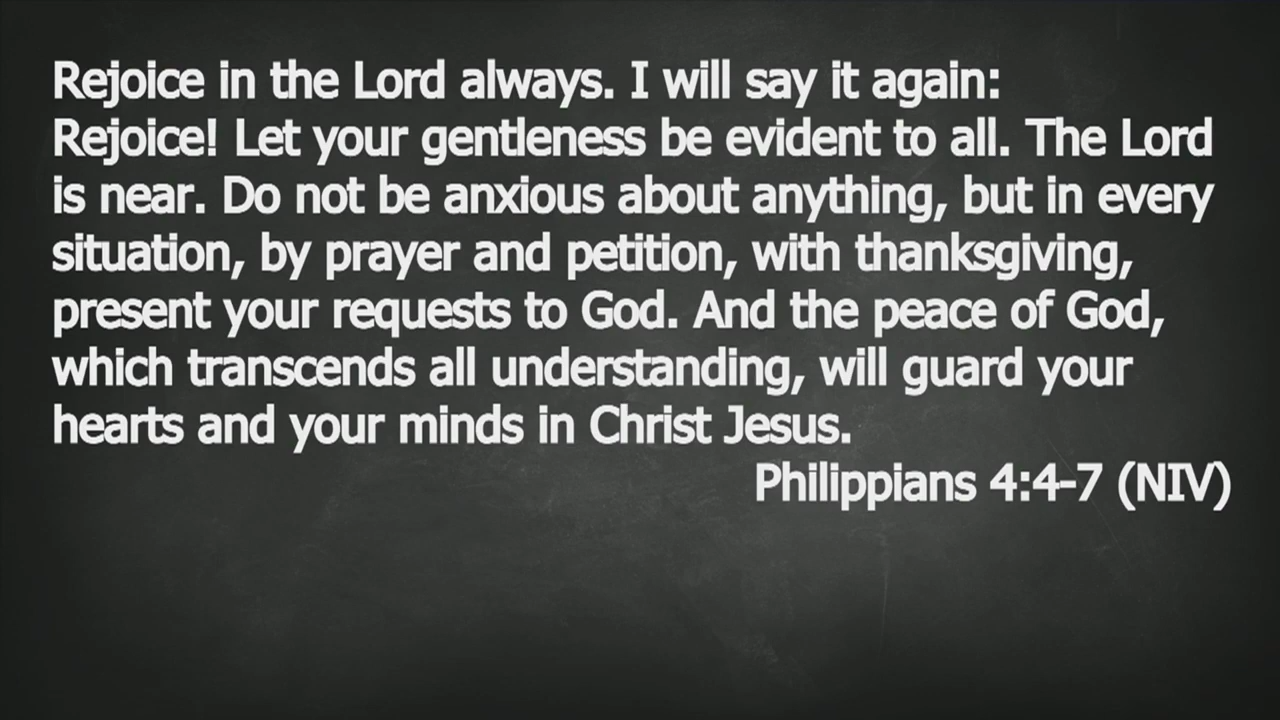 Rejoice in the Lord always. I will say it again:
Rejoice! Let your gentleness be evident to all. The Lord
is near. Do not be anxious about anything, but in every
situation, by prayer and petition, with thanksgiving,
present your requests to God. And the peace of God,
which transcends all understanding, will guard your
hearts and your minds in Christ Jesus.
Philippians 4:4-7 (NIV)